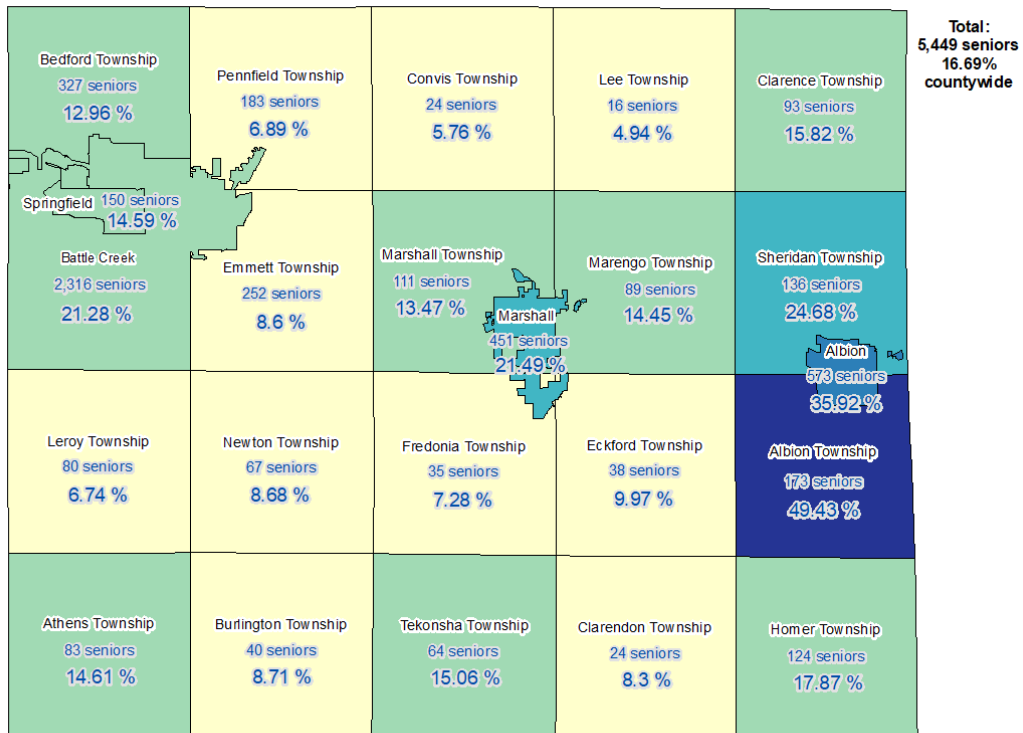 Total:
5,449 seniors
16.69%
countywide
Bedford Township
327 seniors
12.96 %
Pennfield Township
183 seniors
6.89 %
Convis Township
24 seniors
5.76 %
Lee Township
16 seniors
4.94 %
Clarence Township
93 seniors
15.82 %
Springfield 150 seniors
14.59 %
Battle Creek
2,316 seniors
21.28 %
Emmett Township
252 seniors
8.6 %
Marshall Township
111 seniors
13.47 %
Marshall
451 seniors
21.49 %
Marengo Township
89 seniors
14.45 %
Sheridan Township
136 seniors
24.68 %
Albion
573 seniors
35.92 %
Leroy Township
80 seniors
6.74 %
Newton Township
67 seniors
8.68 %
Fredonia Township
35 seniors
7.28 %
Eckford Township
38 seniors
9.97 %
Albion Township
173 seniors
49.43 %
Athens Township
83 seniors
14.61 %
Burlington Township
40 seniors
8.71 %
Tekonsha Township
64 seniors
15.06 %
Clarendon Township
24 seniors
8.3 %
Homer Township
124 seniors
17.87 %